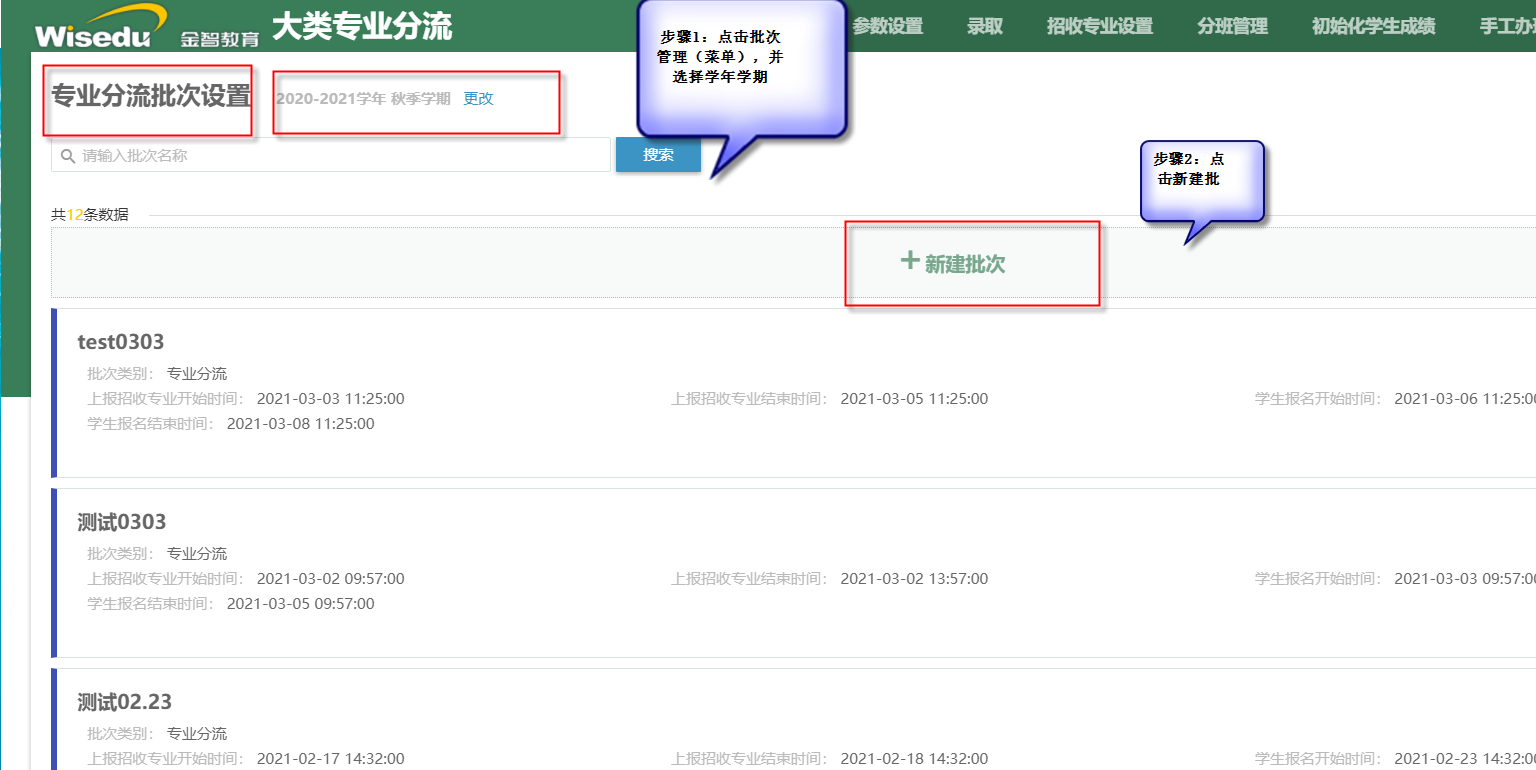 Wisedu 金智教育 大类专业分流
参数设置 录取 招收专业设置 分班管理 初始化学生成绩 手工办
步骤1：点击批次
管理（菜单），并
选择学年学期
专业分流批次设置
2020-2021学年 秋季学期 更改
请输入批次名称
搜索
步骤2：点
击新建批
共12条数据
+ 新建批次
test0303
批次类别： 专业分流
上报招收专业开始时间： 2021-03-03 11:25:00 上报招收专业结束时间： 2021-03-05 11:25:00 学生报名开始时间： 2021-03-06 11:25:00
学生报名结束时间： 2021-03-08 11:25:00
测试0303
批次类别： 专业分流
上报招收专业开始时间： 2021-03-02 09:57:00 上报招收专业结束时间： 2021-03-02 13:57:00 学生报名开始时间： 2021-03-03 09:57:00
学生报名结束时间： 2021-03-05 09:57:00
测试02.23
批次类别： 专业分流
上报招收专业开始时间： 2021-02-17 14:32:00 上报招收专业结束时间： 2021-02-18 14:32:00 学生报名开始时间： 2021-02-23 14:32:00